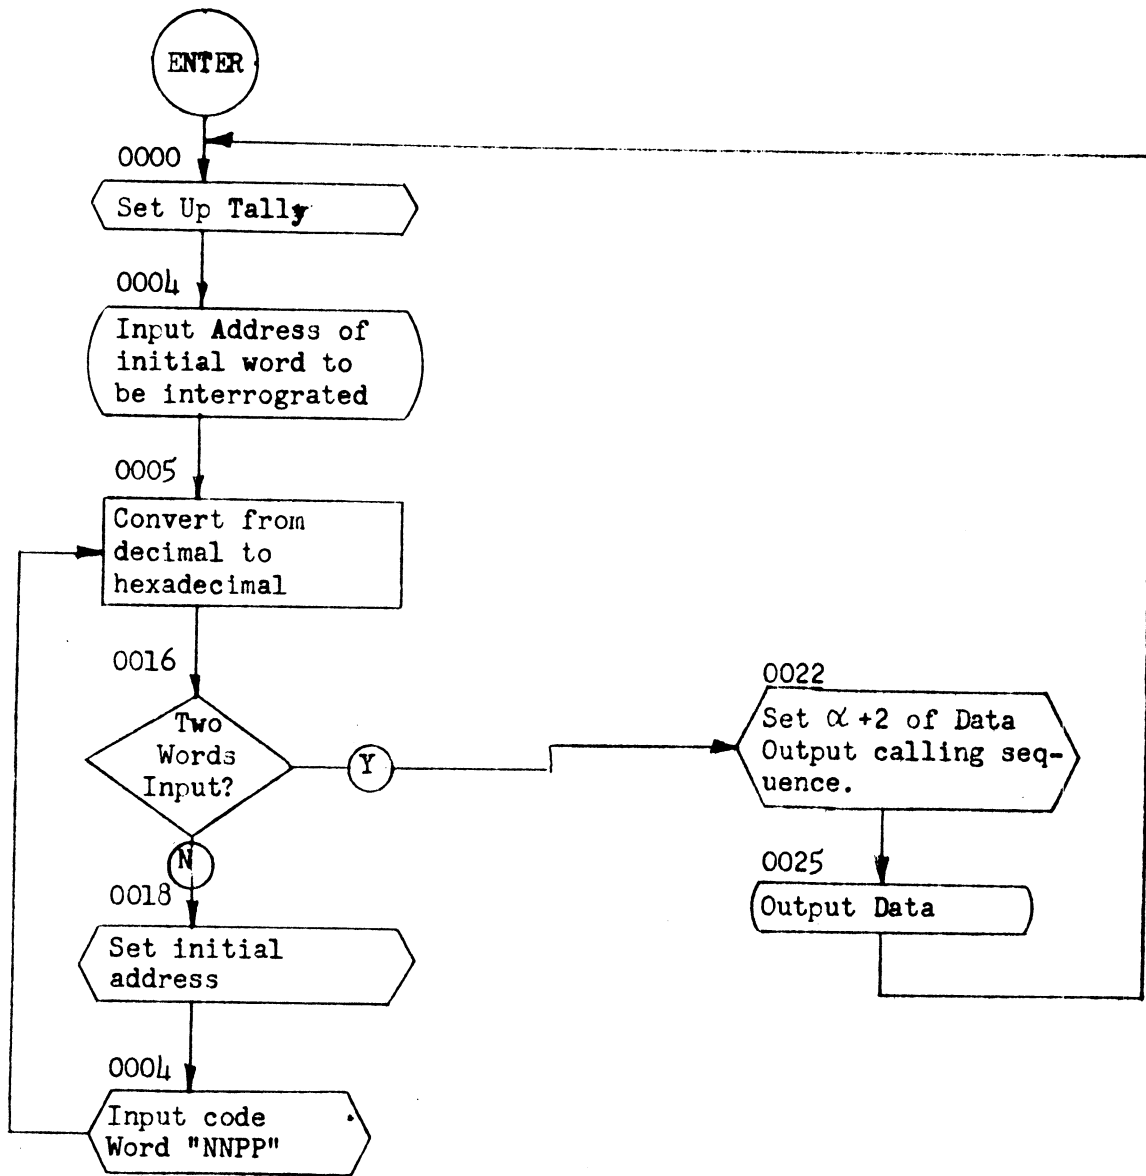 ENTER
0000
Set Up Tally
0004
Input Address of
initial word to
be interrograted
0005
Convert from
decimal to
hexadecimal
0016
Two
Words
Input?
Y
N
0018
Set initial
address
0004
Input code
Word "NNPP"
0022
Set α +2 of Data
Output calling seq-
uence.
0025
Output Data